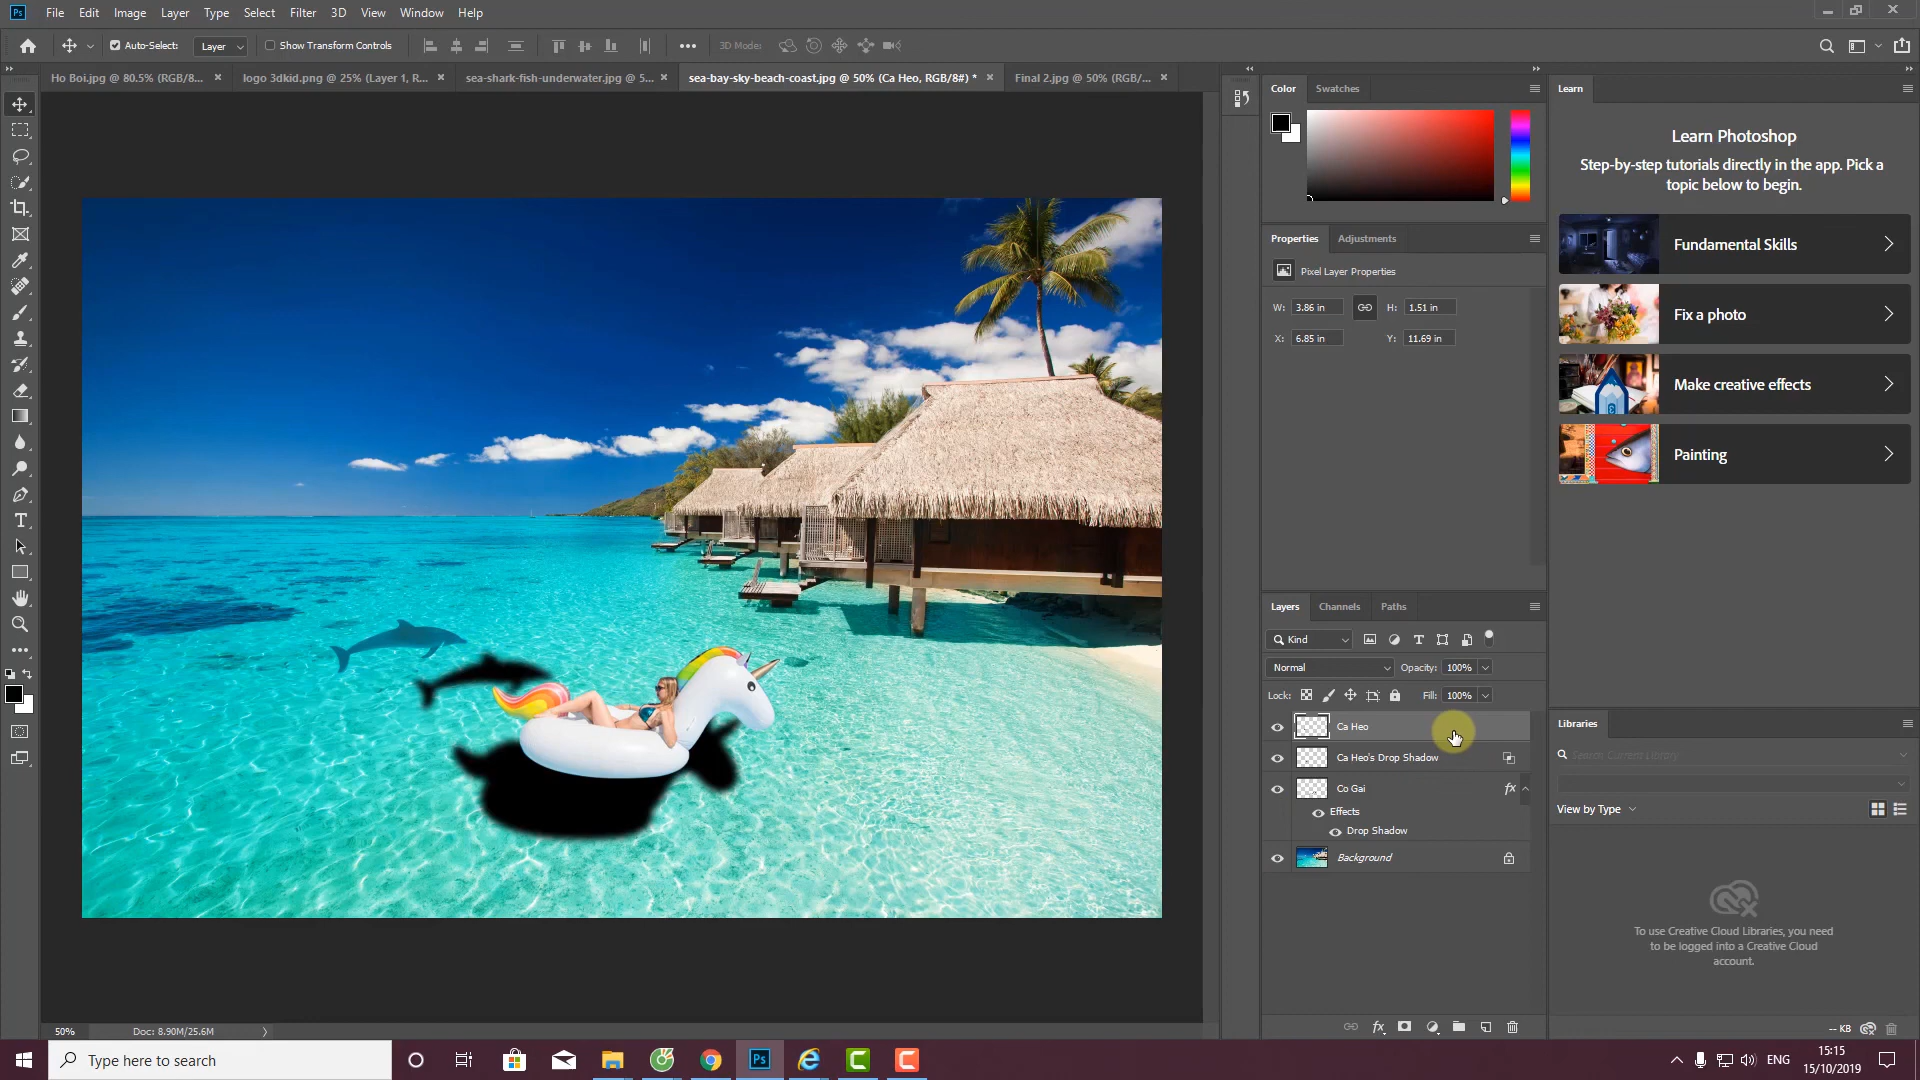 Ps File Edit Image Layer Type Select Filter 3D View Window Help
Auto-Select: Layer Show Transform Controls 3D Mode:
Ho Boi.jpg @ 80.5% (RGB/8... × logo 3dkid.png @ 25% (Layer 1, R... × sea-shark-fish-underwater.jpg @ 5... × sea-bay-sky-beach-coast.jpg @ 50% (Ca Heo, RGB/8#) * × Final 2.jpg @ 50% (RGB/... ×
Color Swatches
Learn
Learn Photoshop
Step-by-step tutorials directly in the app. Pick a
topic below to begin.
Fundamental Skills
Fix a photo
Make creative effects
Painting
Properties Adjustments
Pixel Layer Properties
W: 3.86 in H: 1.51 in
X: 6.85 in Y: 11.69 in
Layers Channels Paths
Kind
Normal Opacity: 100%
Lock: Fill: 100%
Ca Heo
Ca Heo's Drop Shadow
Co Gai fx
Effects
Drop Shadow
Background
Libraries
Search Current Library
View by Type
To use Creative Cloud Libraries, you need
to be logged into a Creative Cloud
account.
-- KB
50% Doc: 8.90M/25.6M
Type here to search
ENG
15:15
15/10/2019